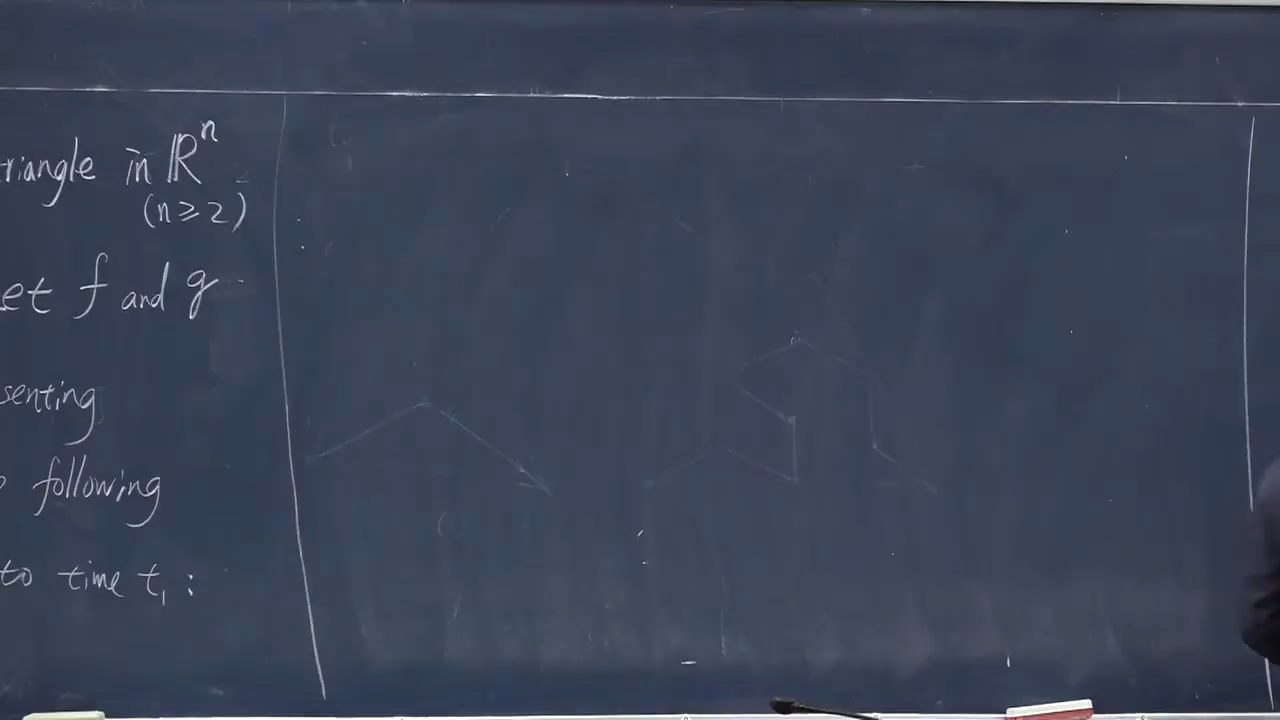 riangle in ℝⁿ
(n ≥ 2)
et f and g
senting
following
to time t₁ :